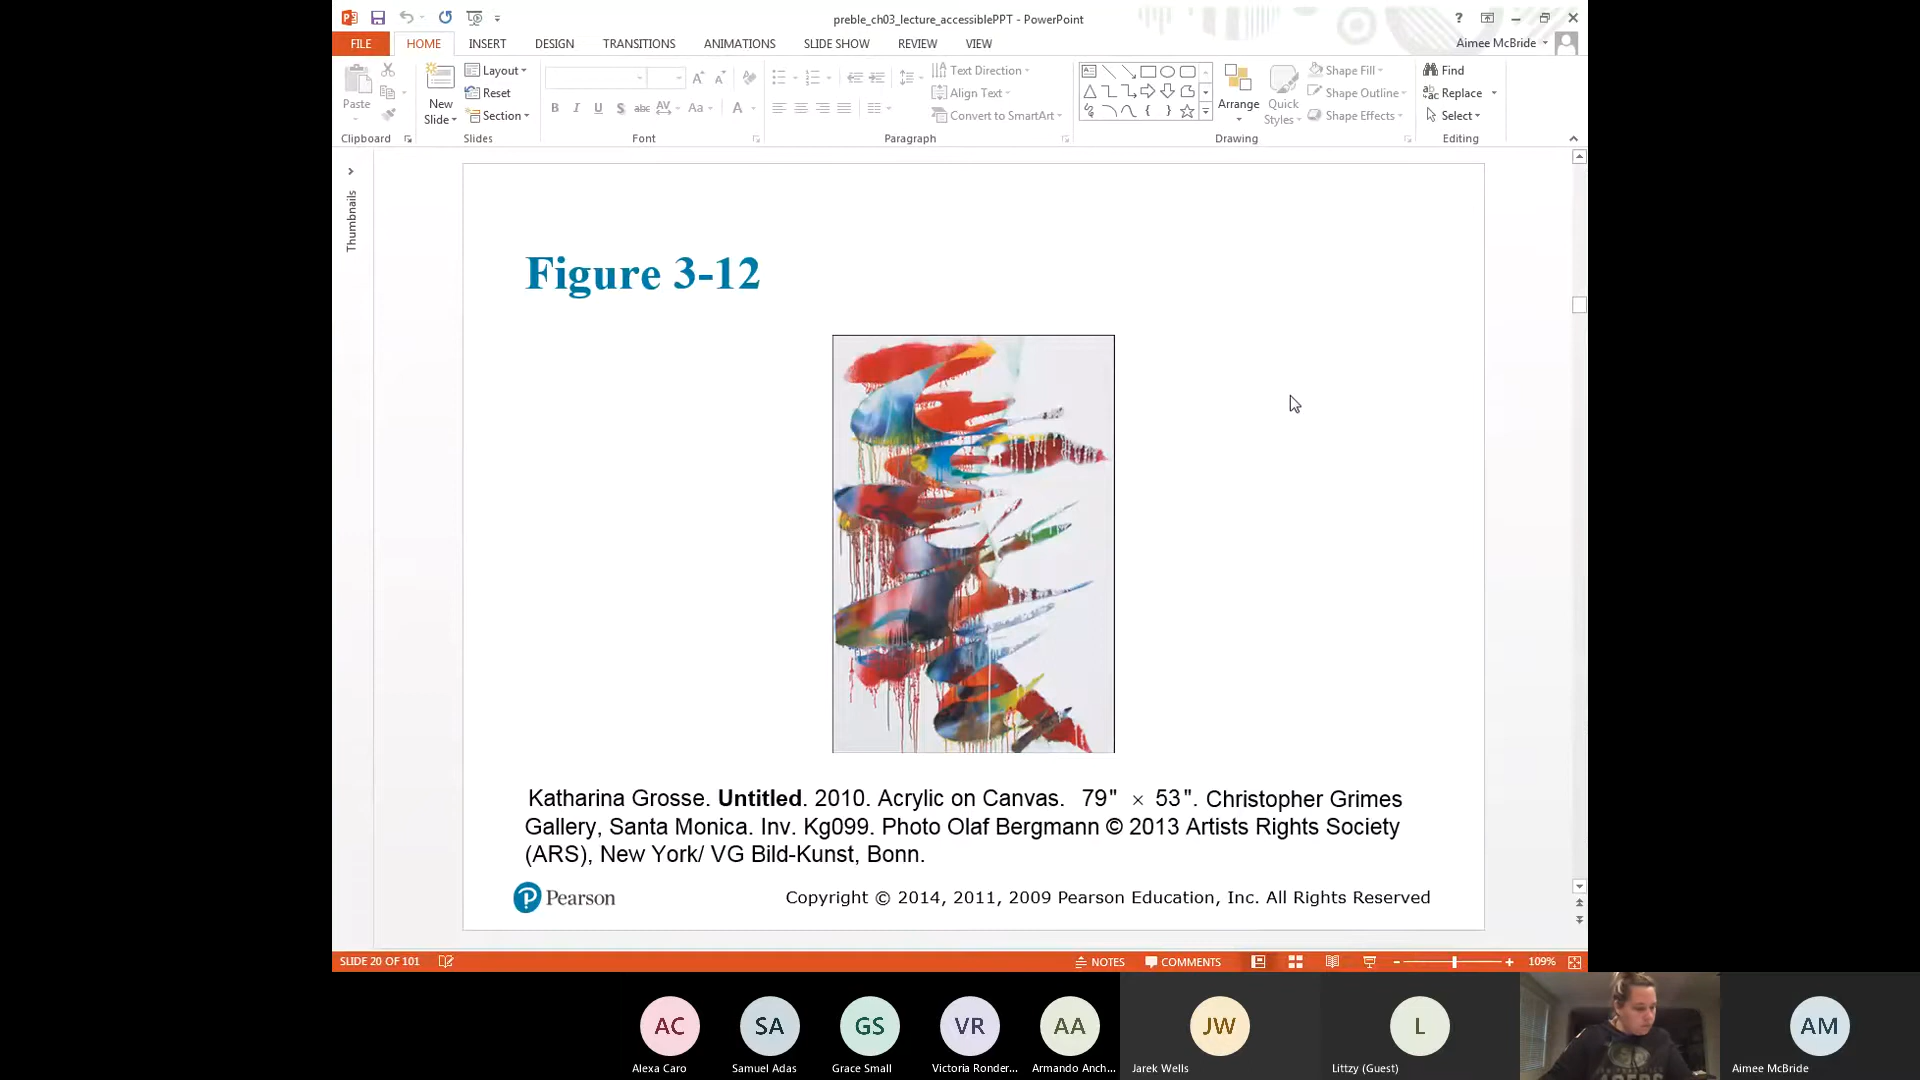 preble_ch03_lecture_accessiblePPT - PowerPoint
FILE HOME INSERT DESIGN TRANSITIONS ANIMATIONS SLIDE SHOW REVIEW VIEW Aimee McBride
Paste
Clipboard
New Slide
Layout
Reset
Section
Slides
B I U S abc AV Aa A
Font
Text Direction
Align Text
Convert to SmartArt
Paragraph
Arrange
Quick Styles
Shape Fill
Shape Outline
Shape Effects
Drawing
Find
Replace
Select
Editing
Thumbnails
Figure 3-12
Katharina Grosse. Untitled. 2010. Acrylic on Canvas. 79" × 53". Christopher Grimes
Gallery, Santa Monica. Inv. Kg099. Photo Olaf Bergmann © 2013 Artists Rights Society
(ARS), New York/ VG Bild-Kunst, Bonn.
Pearson
Copyright © 2014, 2011, 2009 Pearson Education, Inc. All Rights Reserved
SLIDE 20 OF 101 NOTES COMMENTS 109%
AC SA GS VR AA JW L AM
Alexa Caro Samuel Adas Grace Small Victoria Ronder... Armando Anch... Jarek Wells Littzy (Guest) Aimee McBride